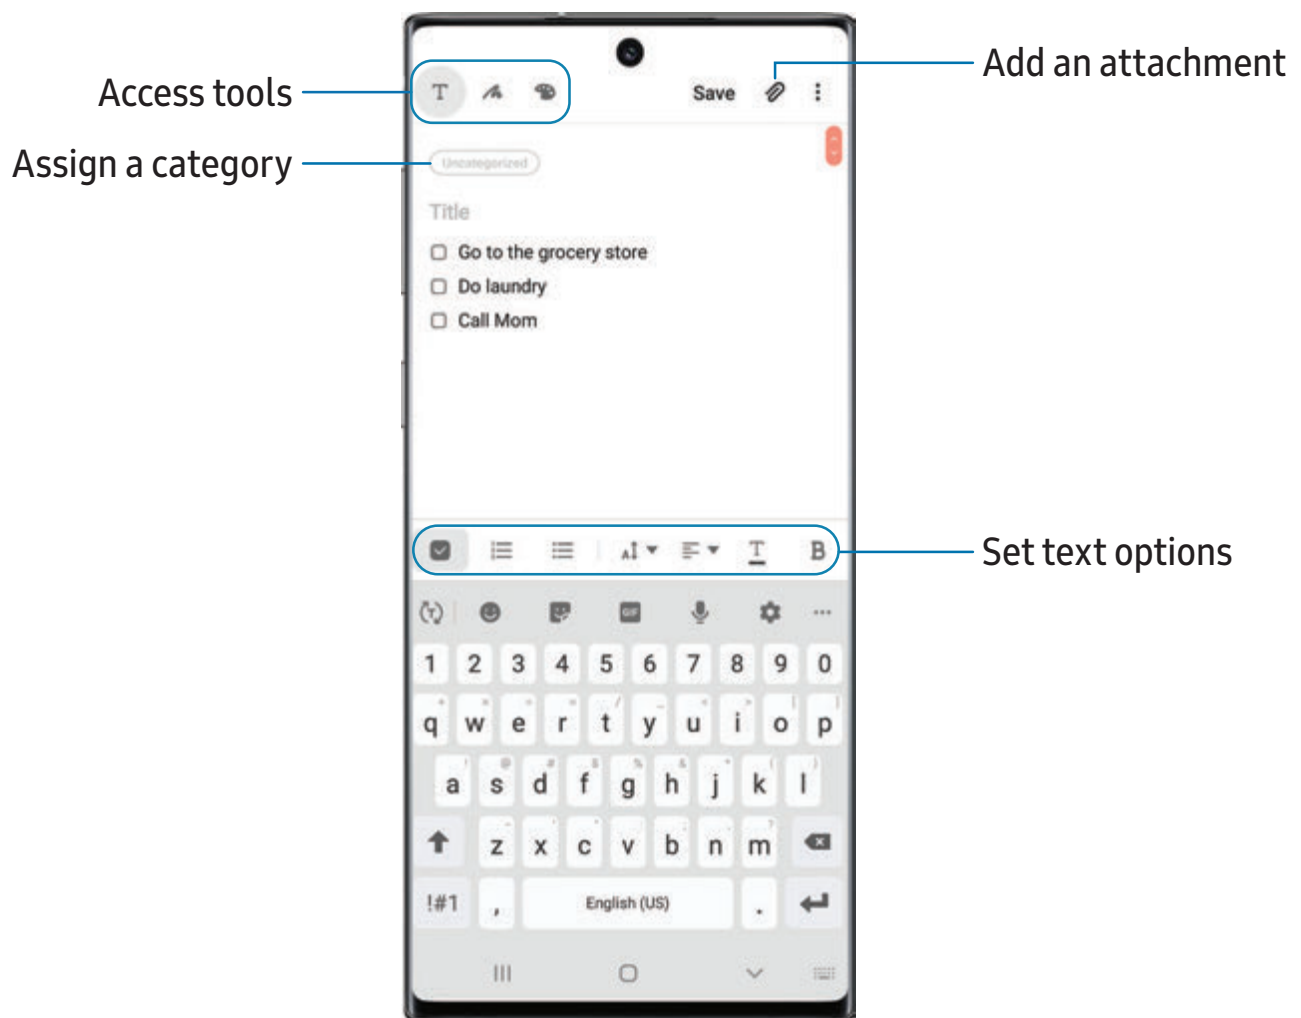 Add an attachment
Access tools
T
Save
Assign a category
Uncategorized
Title
Go to the grocery store
Do laundry
Call Mom
Set text options
A T B
T GIF
1 2 3 4 5 6 7 8 9 0
q w e r t y u i o p
a s d f g h j k l
z x c v b n m
!#1 , English (US) .